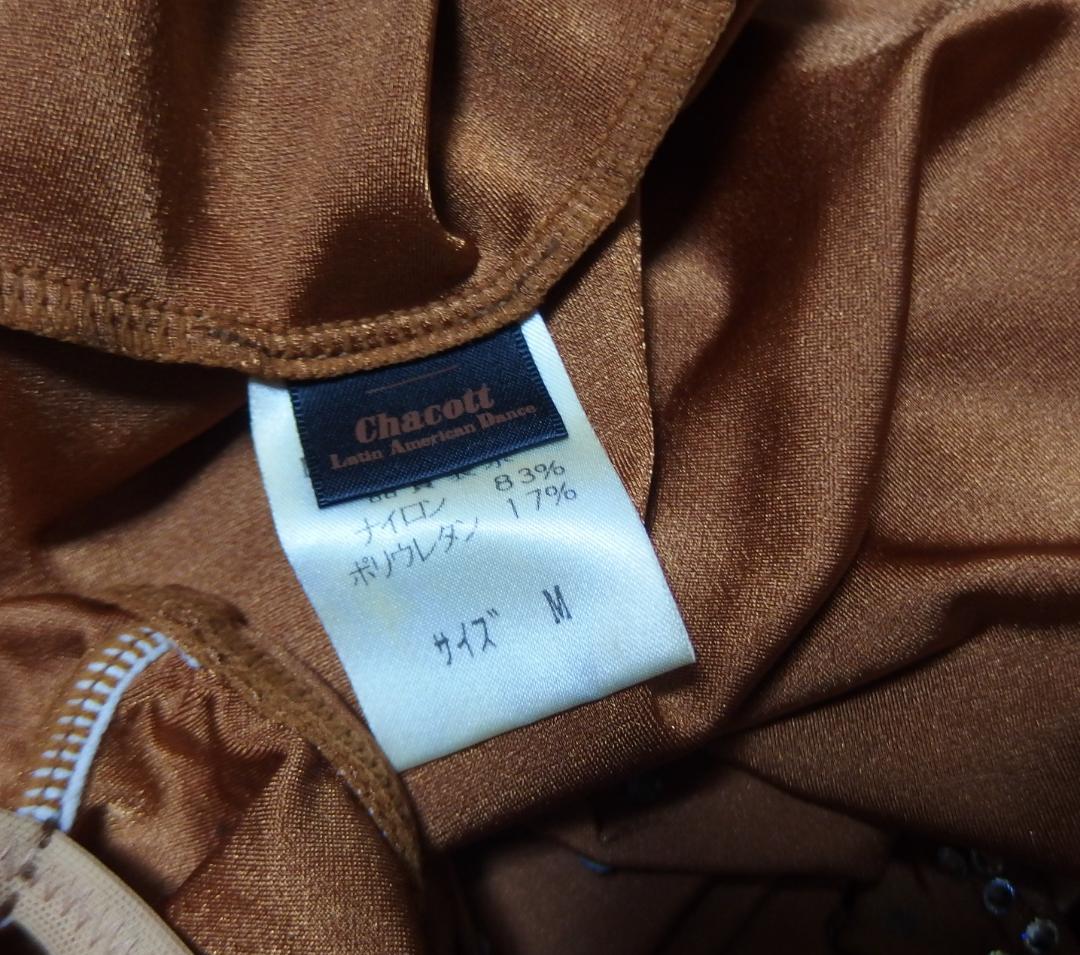 Chacott
Latin American Dance
ナイロン 83%
ポリウレタン 17%
サイズ M